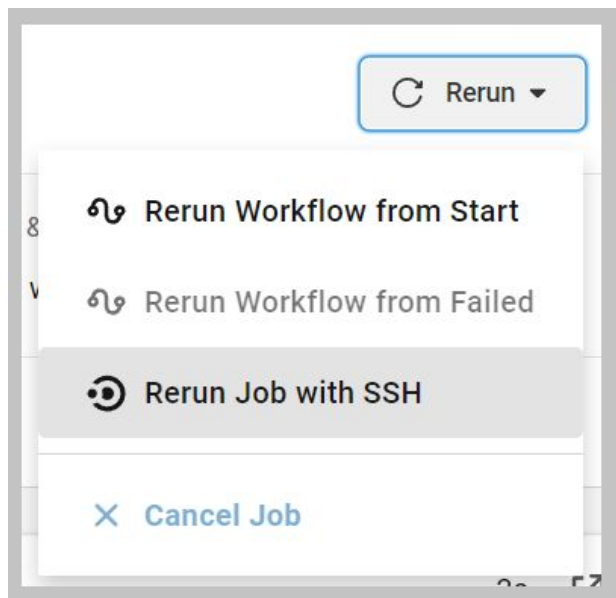 Rerun
&
Rerun Workflow from Start
Rerun Workflow from Failed
Rerun Job with SSH
Cancel Job